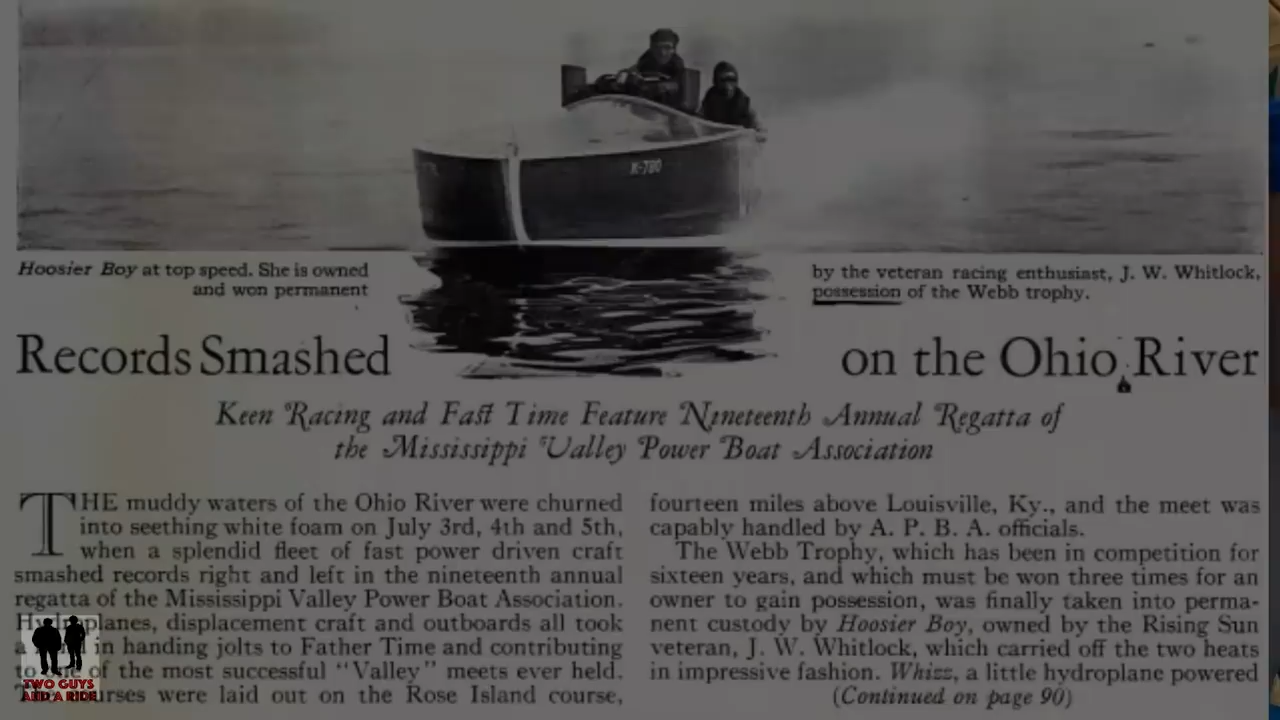 K-780
Hoosier Boy at top speed. She is owned
and won permanent
by the veteran racing enthusiast, J. W. Whitlock,
possession of the Webb trophy.
Records Smashed on the Ohio River
Keen Racing and Fast Time Feature Nineteenth Annual Regatta of
the Mississippi Valley Power Boat Association
THE muddy waters of the Ohio River were churned
into seething white foam on July 3rd, 4th and 5th,
when a splendid fleet of fast power driven craft
smashed records right and left in the nineteenth annual
regatta of the Mississippi Valley Power Boat Association.
Hydroplanes, displacement craft and outboards all took
a in handing jolts to Father Time and contributing
to of the most successful "Valley" meets ever held.
were laid out on the Rose Island course,
fourteen miles above Louisville, Ky., and the meet was
capably handled by A. P. B. A. officials.
The Webb Trophy, which has been in competition for
sixteen years, and which must be won three times for an
owner to gain possession, was finally taken into perma-
nent custody by Hoosier Boy, owned by the Rising Sun
veteran, J. W. Whitlock, which carried off the two heats
in impressive fashion. Whizz, a little hydroplane powered
(Continued on page 90)
TWO GUYS
AND A RIDE